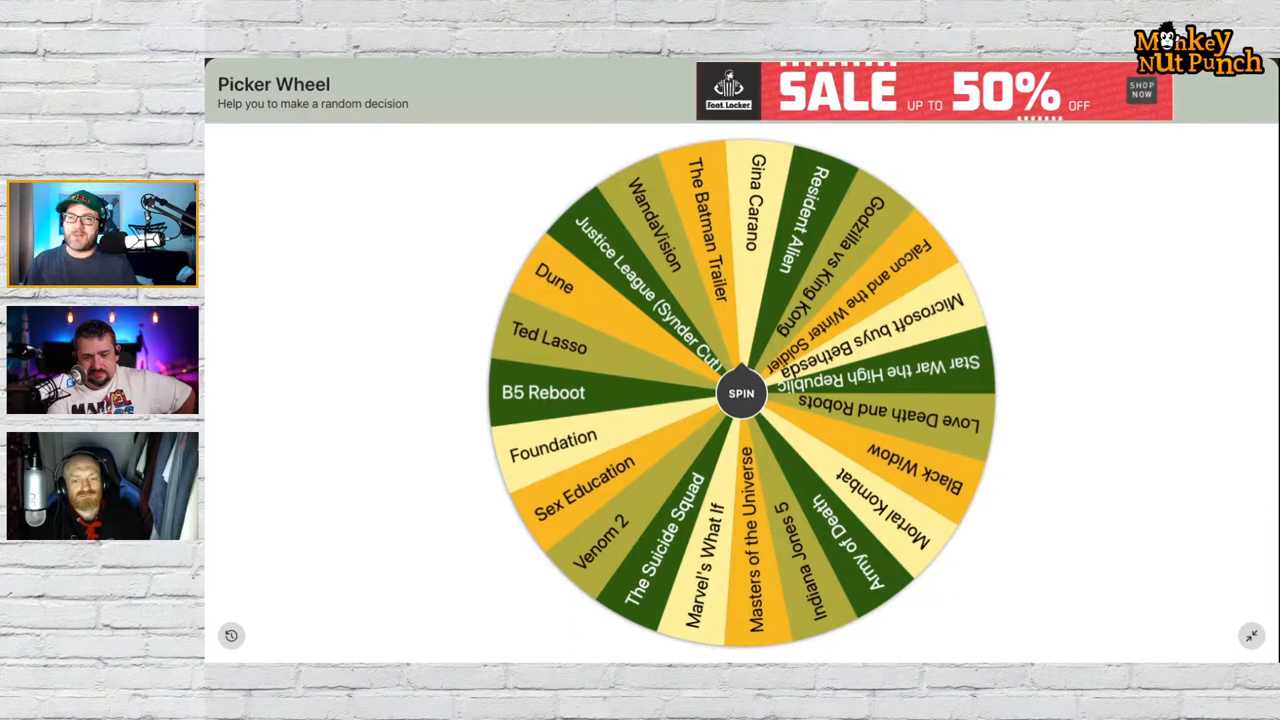 Monkey
Nut Punch
Picker Wheel
Help you to make a random decision
Foot Locker
SALE UP TO 50% OFF
SHOP
NOW
Gina Carano
Resident Alien
Godzilla vs King Kong
Falcon and the Winter Soldier
Microsoft buys Bethesda
Star War the High Republic
Love Death and Robots
Black Widow
Mortal Kombat
Army of Death
Indiana Jones 5
Masters of the Universe
Marvel's What If
The Suicide Squad
Venom 2
Sex Education
Foundation
B5 Reboot
Ted Lasso
Dune
Justice League (Synder Cut)
WandaVision
The Batman Trailer
SPIN